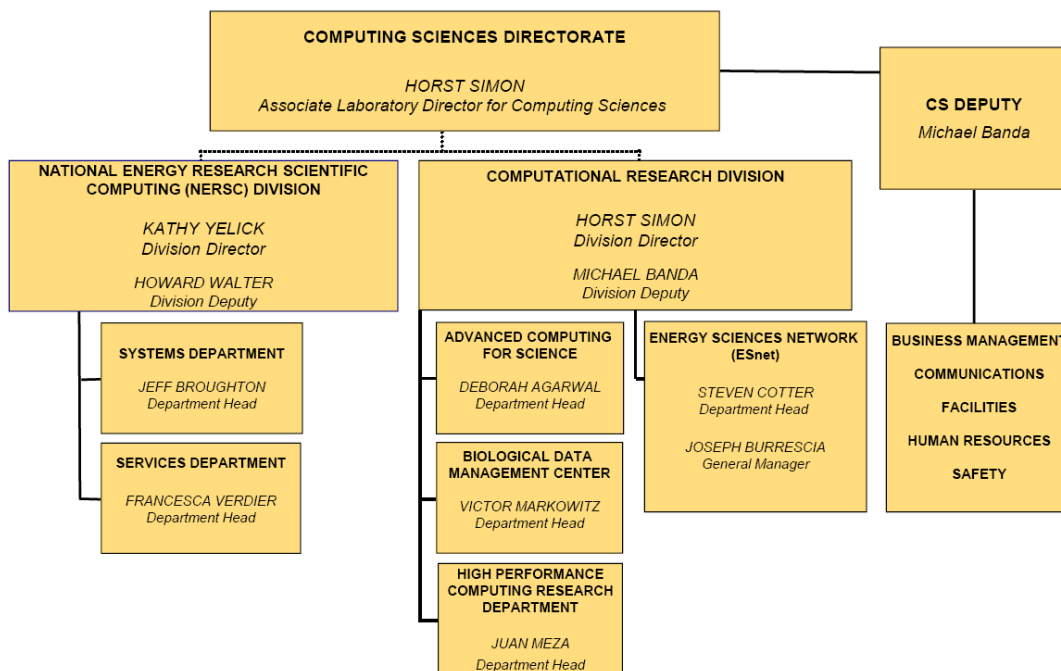 COMPUTING SCIENCES DIRECTORATE
HORST SIMON
Associate Laboratory Director for Computing Sciences
CS DEPUTY
Michael Banda
NATIONAL ENERGY RESEARCH SCIENTIFIC
COMPUTING (NERSC) DIVISION
KATHY YELICK
Division Director
HOWARD WALTER
Division Deputy
COMPUTATIONAL RESEARCH DIVISION
HORST SIMON
Division Director
MICHAEL BANDA
Division Deputy
SYSTEMS DEPARTMENT
JEFF BROUGHTON
Department Head
SERVICES DEPARTMENT
FRANCESCA VERDIER
Department Head
ADVANCED COMPUTING
FOR SCIENCE
DEBORAH AGARWAL
Department Head
BIOLOGICAL DATA
MANAGEMENT CENTER
VICTOR MARKOWITZ
Department Head
HIGH PERFORMANCE
COMPUTING RESEARCH
DEPARTMENT
JUAN MEZA
Department Head
ENERGY SCIENCES NETWORK
(ESnet)
STEVEN COTTER
Department Head
JOSEPH BURRESCIA
General Manager
BUSINESS MANAGEMENT
COMMUNICATIONS
FACILITIES
HUMAN RESOURCES
SAFETY